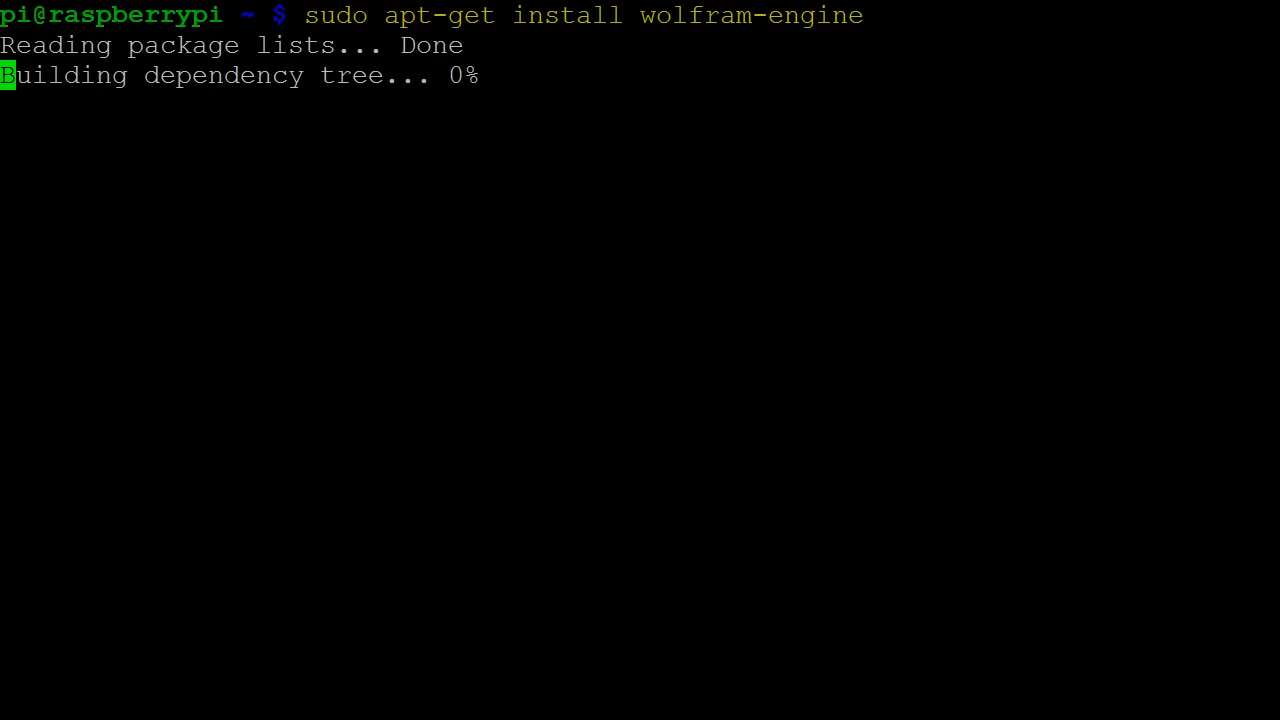 pi@raspberrypi ~ $ sudo apt-get install wolfram-engine
Reading package lists... Done
Building dependency tree... 0%